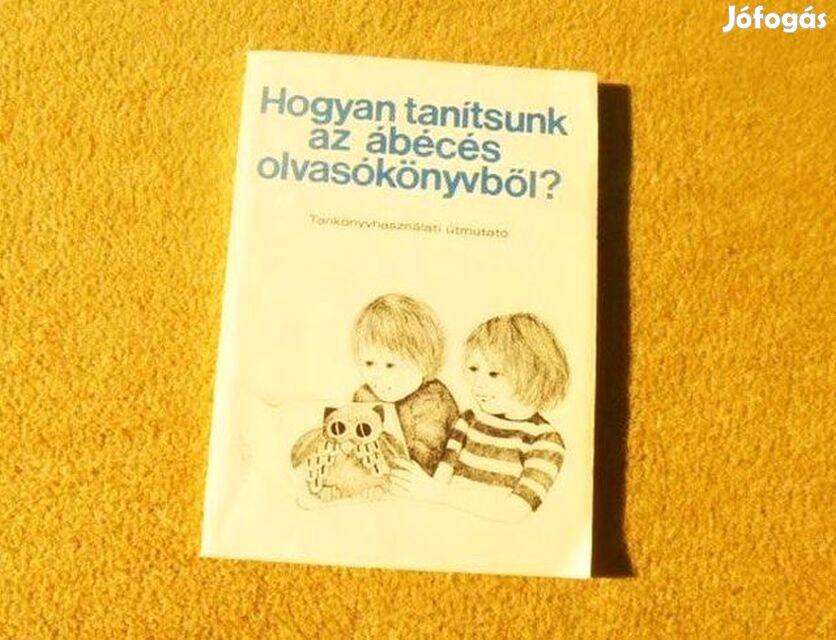 Jófogás
Hogyan tanítsunk
az ábécés
olvasókönyvből?
Tankönyvhasználati útmutató